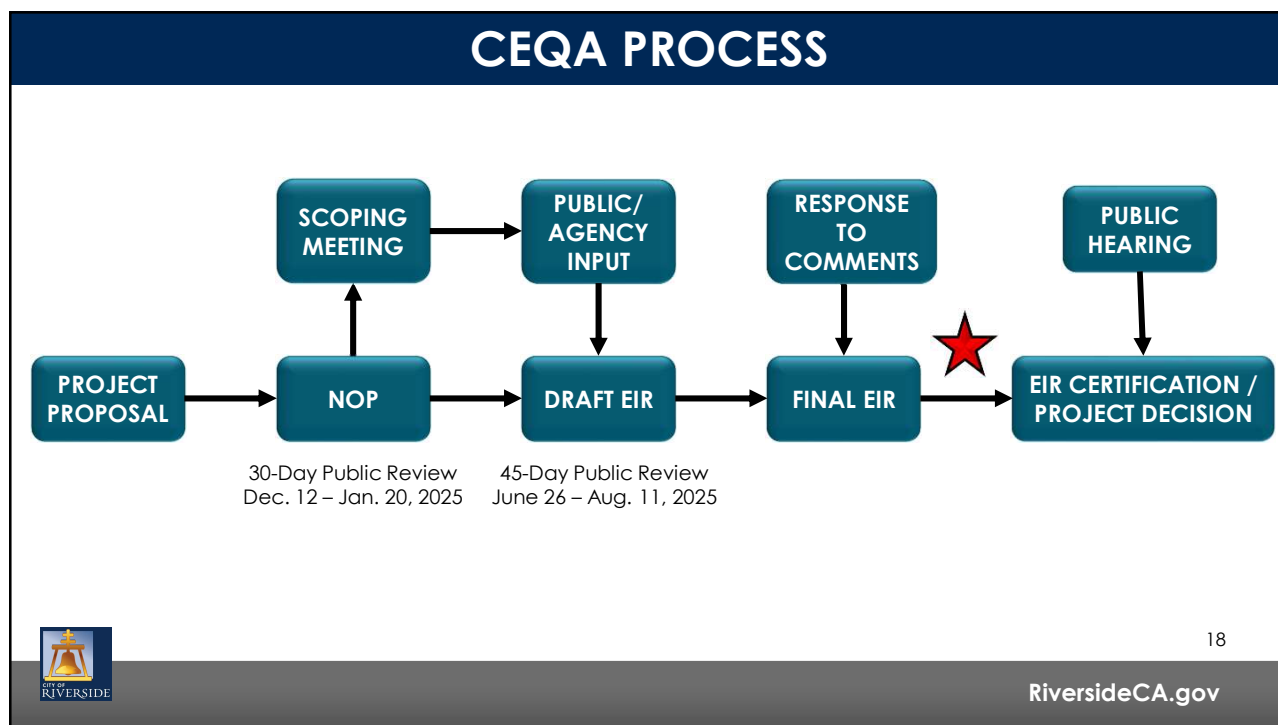 CEQA PROCESS
SCOPING
MEETING
PUBLIC/
AGENCY
INPUT
RESPONSE
TO
COMMENTS
PUBLIC
HEARING
PROJECT
PROPOSAL
NOP
DRAFT EIR
FINAL EIR
EIR CERTIFICATION /
PROJECT DECISION
30-Day Public Review
Dec. 12 – Jan. 20, 2025
45-Day Public Review
June 26 – Aug. 11, 2025
18
CITY OF
RIVERSIDE
RiversideCA.gov